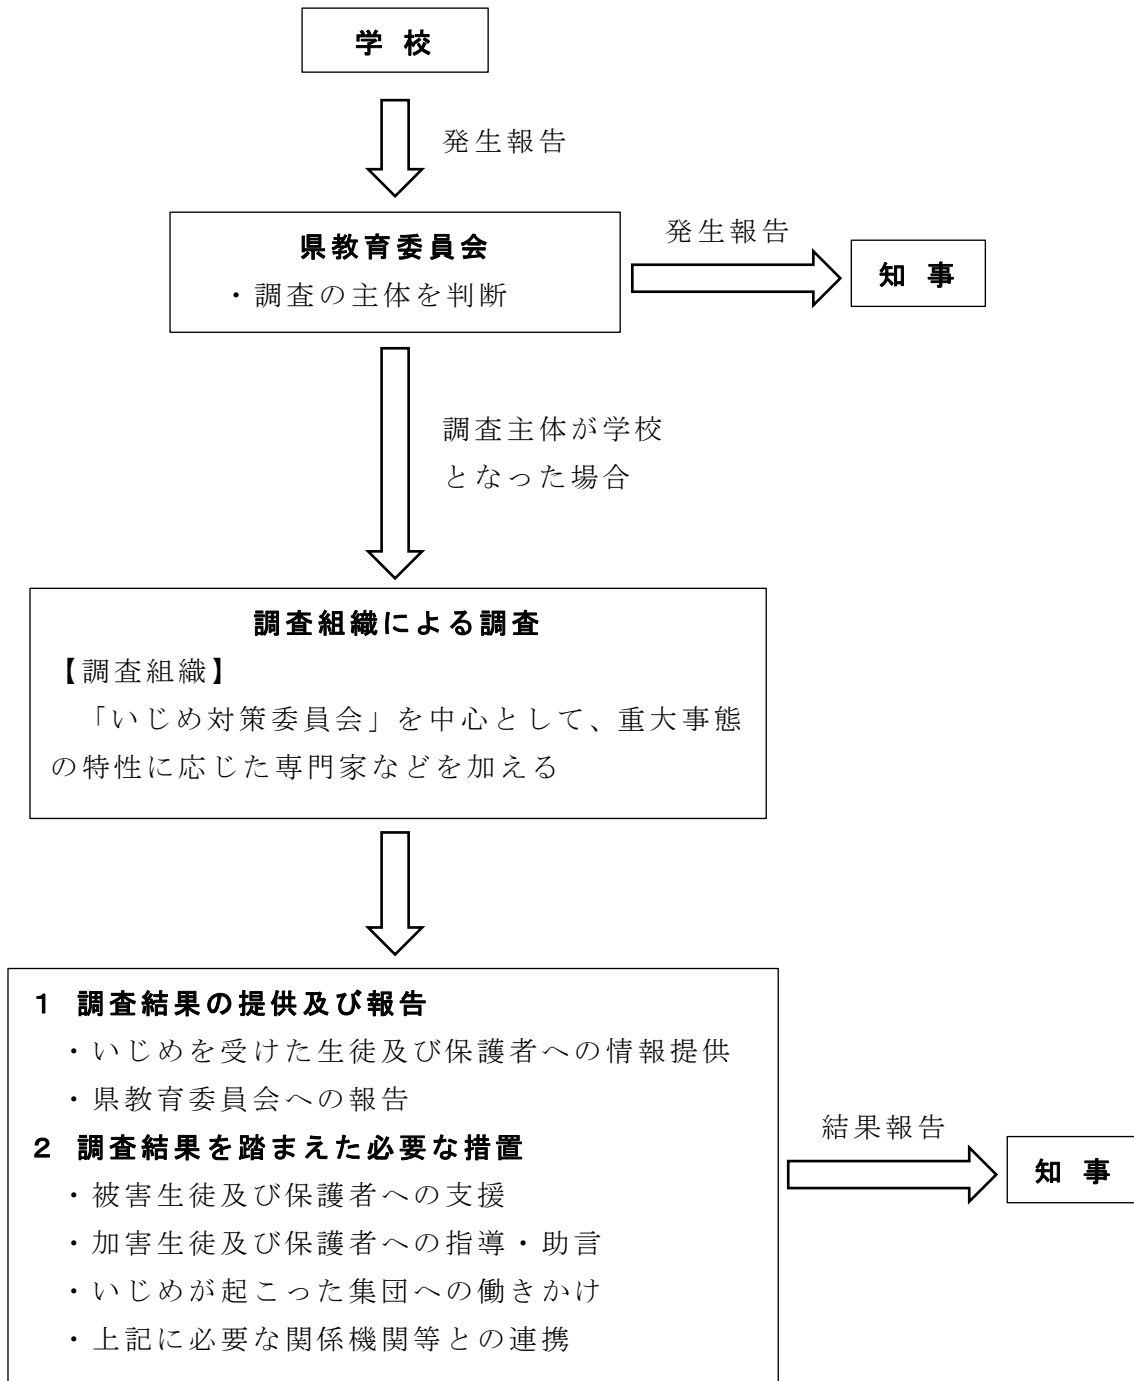 学 校
発生報告
県教育委員会
・調査の主体を判断
発生報告
知 事
調査主体が学校
となった場合
調査組織による調査
【調査組織】
「いじめ対策委員会」を中心として、重大事態
の特性に応じた専門家などを加える
１ 調査結果の提供及び報告
・いじめを受けた生徒及び保護者への情報提供
・県教育委員会への報告
２ 調査結果を踏まえた必要な措置
・被害生徒及び保護者への支援
・加害生徒及び保護者への指導・助言
・いじめが起こった集団への働きかけ
・上記に必要な関係機関等との連携
結果報告
知 事